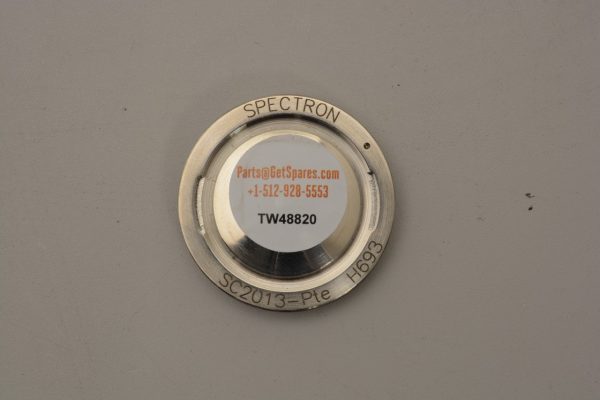 SPECTRON
Parts@GetSpares.com
+1-512-928-5553
TW48820
SC2013-Pte H693